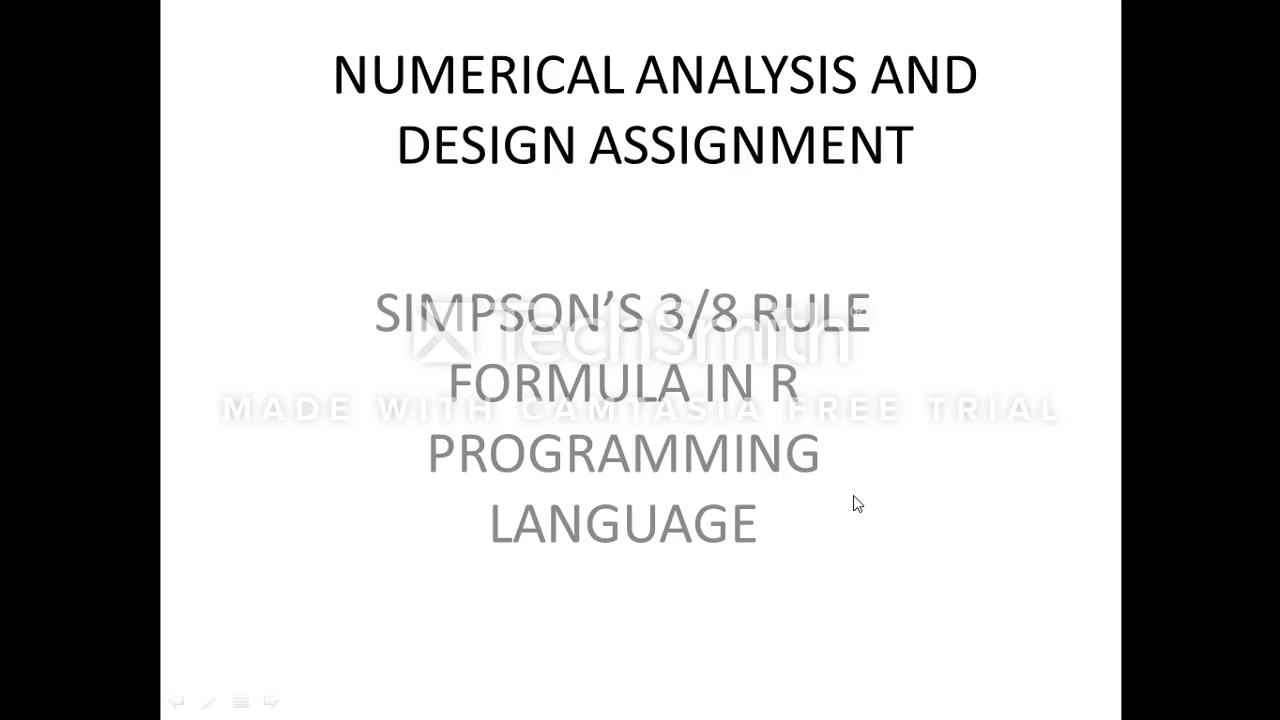 NUMERICAL ANALYSIS AND
DESIGN ASSIGNMENT
SIMPSON’S 3/8 RULE
TechSmith®
FORMULA IN R
MADE WITH CAMTASIA FREE TRIAL
PROGRAMMING
LANGUAGE